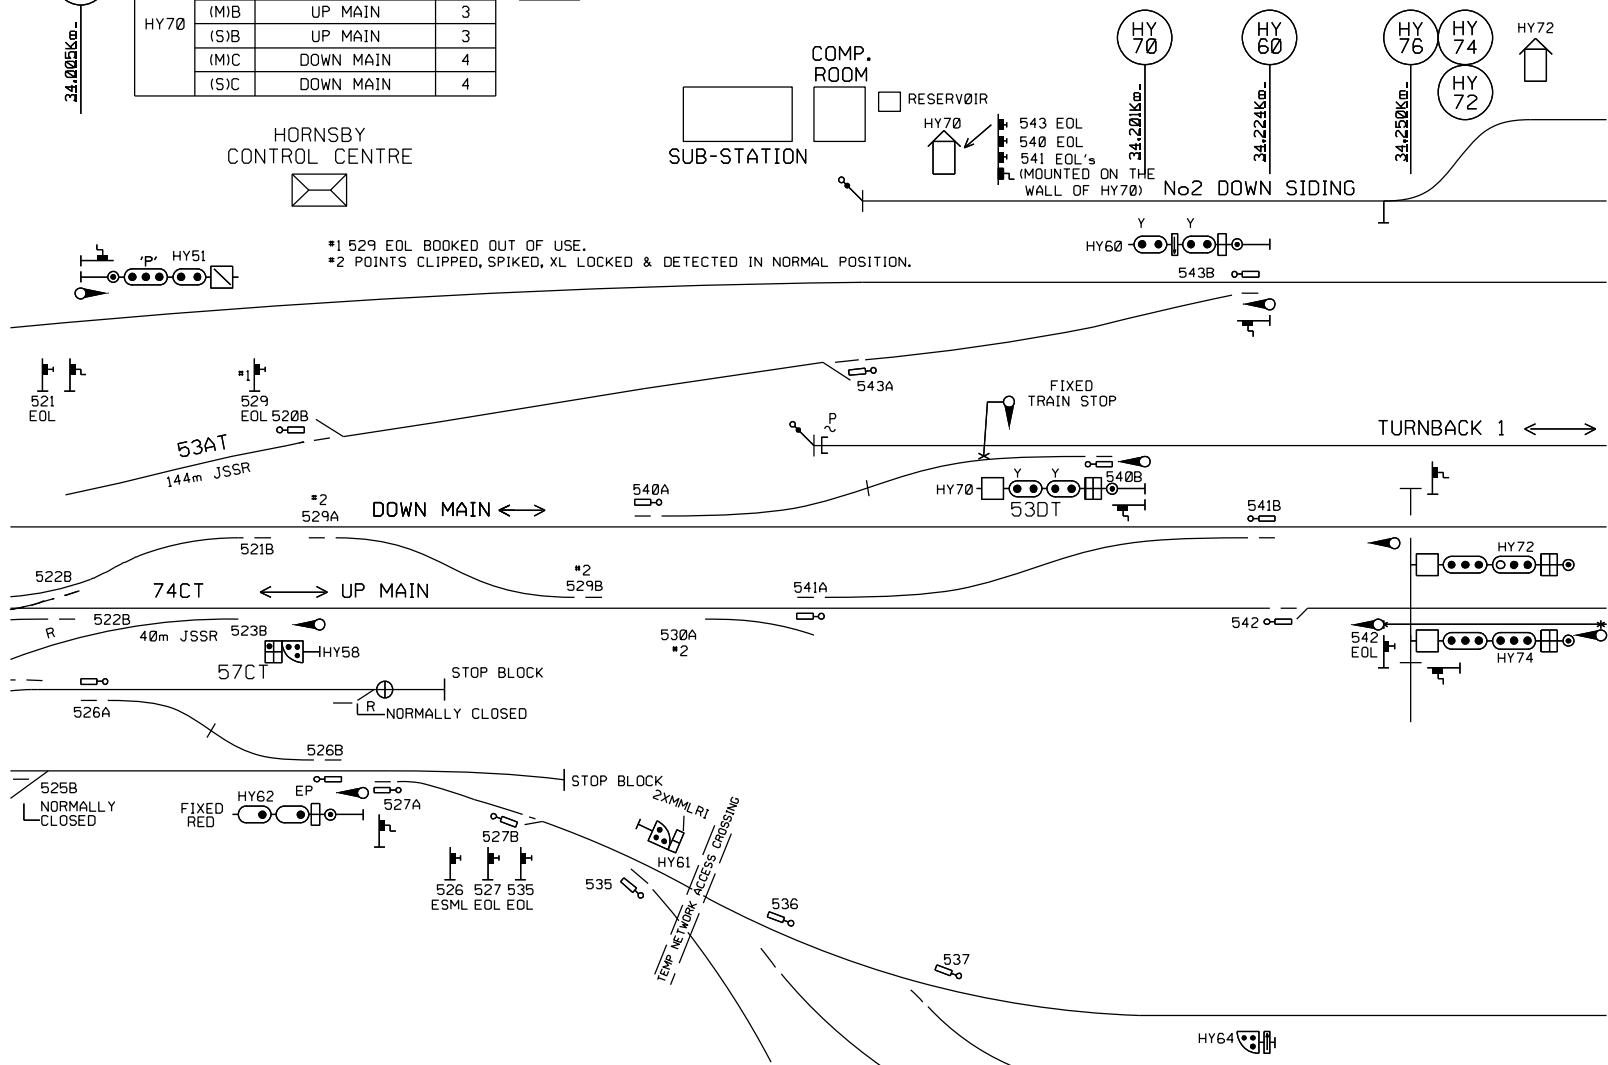 34.005Km
HY70
(M)B UP MAIN 3
(S)B UP MAIN 3
(M)C DOWN MAIN 4
(S)C DOWN MAIN 4
HORNSBY
CONTROL CENTRE
SUB-STATION
COMP.
ROOM
RESERVOIR
HY70
543 EOL
540 EOL
541 EOL's
(MOUNTED ON THE
WALL OF HY70)
HY
70
34.201Km
HY
60
34.224Km
HY
76
34.250Km
HY
74
HY
72
HY72
No2 DOWN SIDING
'P'
HY51
#1 529 EOL BOOKED OUT OF USE.
#2 POINTS CLIPPED, SPIKED, XL LOCKED & DETECTED IN NORMAL POSITION.
HY60
Y Y
543B
521
EOL
#1
529
EOL
520B
53AT
144m JSSR
543A
FIXED
TRAIN STOP
P
TURNBACK 1
#2
529A
DOWN MAIN
540A
HY70
Y Y
540B
53DT
541B
521B
522B
74CT
UP MAIN
#2
529B
541A
HY72
522B
R
40m JSSR
523B
HY58
57CT
530A
#2
542
542
EOL
HY74
STOP BLOCK
R
NORMALLY CLOSED
526A
526B
525B
NORMALLY
CLOSED
FIXED
RED
HY62
EP
527A
STOP BLOCK
527B
526
ESML
527
EOL
535
EOL
2XMMLRI
HY61
TEMP NETWORK ACCESS CROSSING
535
536
537
HY64